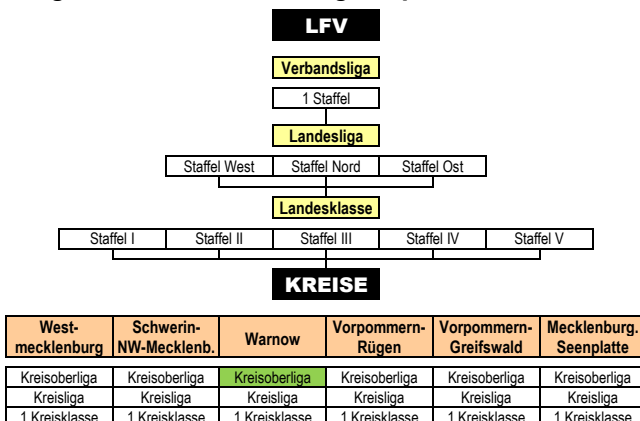 LFV
Verbandsliga
1 Staffel
Landesliga
Staffel West Staffel Nord Staffel Ost
Landesklasse
Staffel I Staffel II Staffel III Staffel IV Staffel V
KREISE
West- Schwerin- Warnow Vorpommern- Vorpommern- Mecklenburg.
mecklenburg NW-Mecklenb. Rügen Greifswald Seenplatte
Kreisoberliga Kreisoberliga Kreisoberliga Kreisoberliga Kreisoberliga Kreisoberliga
Kreisliga Kreisliga Kreisliga Kreisliga Kreisliga Kreisliga
1.Kreisklasse 1.Kreisklasse 1.Kreisklasse 1.Kreisklasse 1.Kreisklasse 1.Kreisklasse